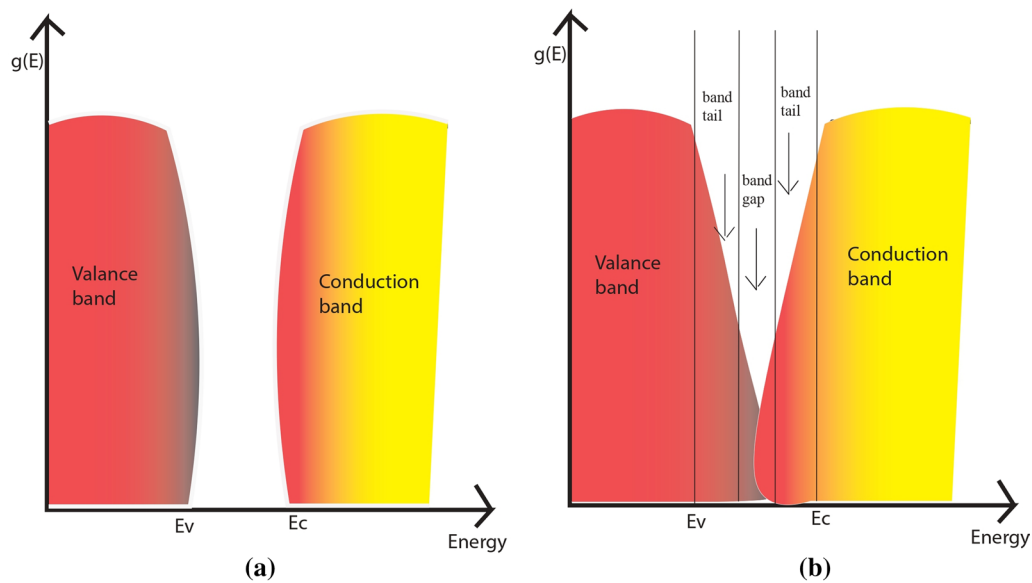 g(E)
Valance
band
Conduction
band
Ev
Ec
Energy
(a)
g(E)
band
tail
band
tail
band
gap
Valance
band
Conduction
band
Ev
Ec
Energy
(b)